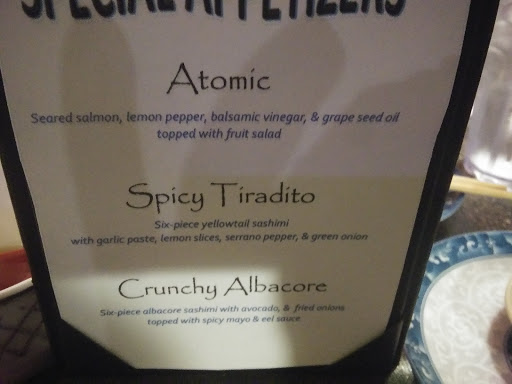 SPECIAL APPETIZERS
Atomic
Seared salmon, lemon pepper, balsamic vinegar, & grape seed oil
topped with fruit salad
Spicy Tiradito
Six-piece yellowtail sashimi
with garlic paste, lemon slices, serrano pepper, & green onion
Crunchy Albacore
Six-piece albacore sashimi with avocado, & fried onions
topped with spicy mayo & eel sauce